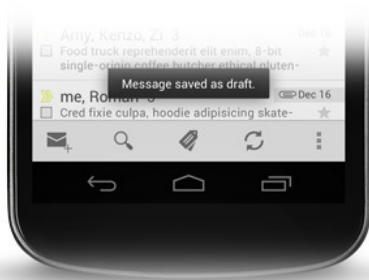 Amy, Kenzo, Zi 3 Dec 16
Food truck reprehenderit elit enim, 8-bit
single-origin coffee butcher ethical gluten-
Message saved as draft.
me, Roman 3 Dec 16
Cred fixie culpa, hoodie adipisicing skate-